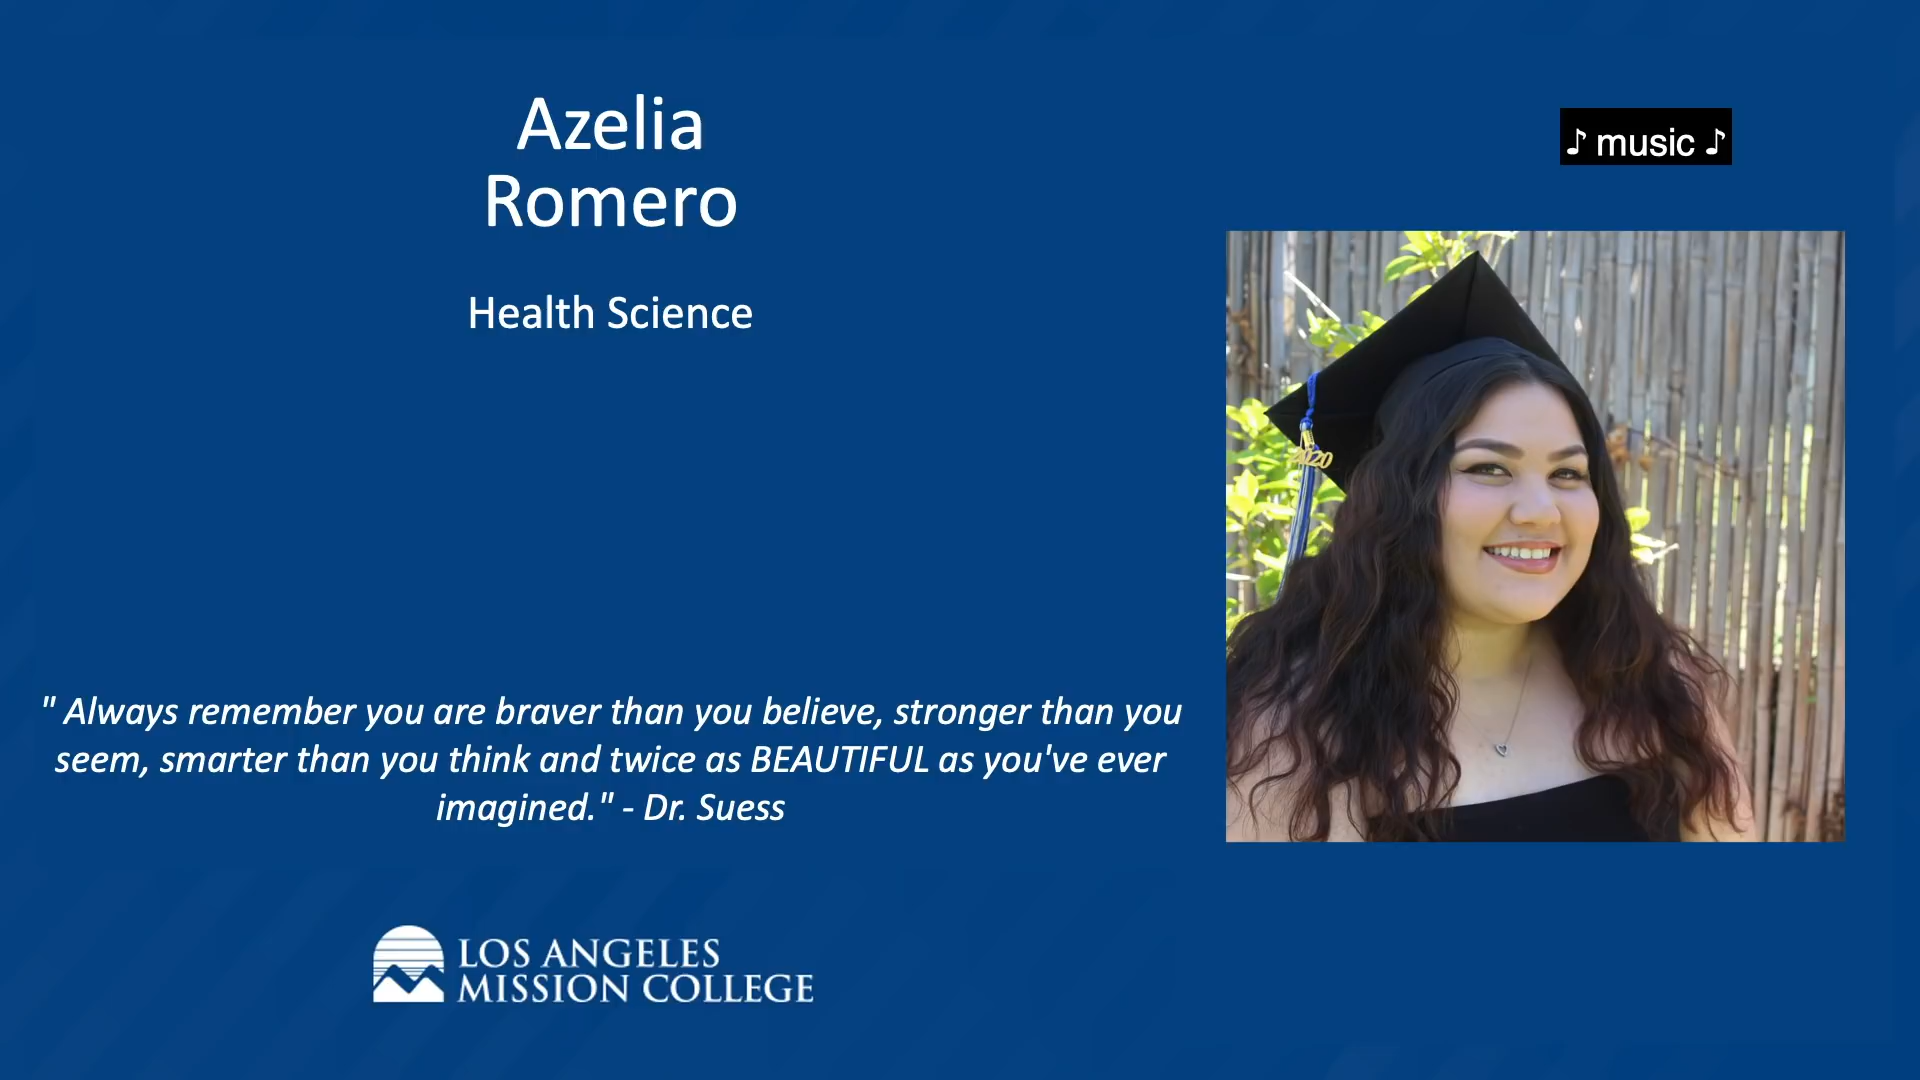 Azelia
Romero
Health Science
♪ music ♪
2020
" Always remember you are braver than you believe, stronger than you
seem, smarter than you think and twice as BEAUTIFUL as you've ever
imagined." - Dr. Suess
LOS ANGELES
MISSION COLLEGE